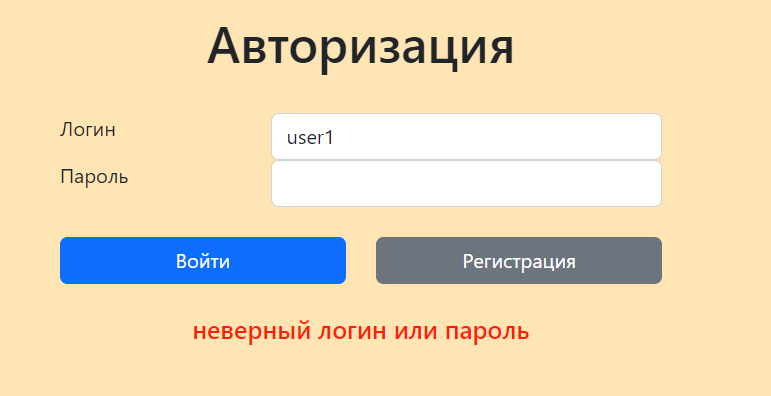 Авторизация
Логин
user1
Пароль
Войти
Регистрация
неверный логин или пароль